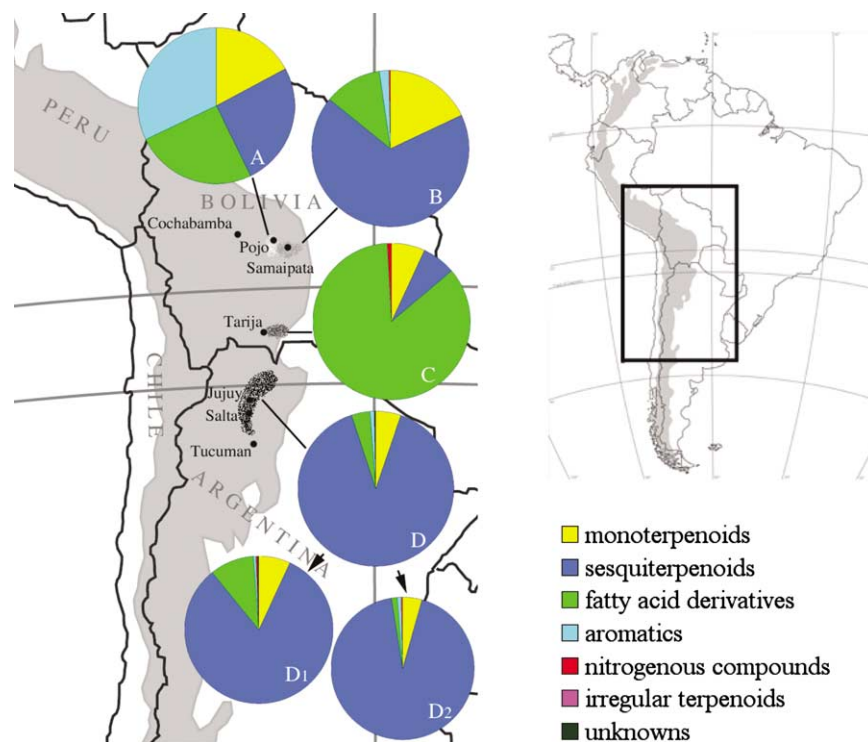 PERU
A
BOLIVIA
B
Cochabamba
Pojo
Samaipata
Tarija
C
CHILE
Jujuy
Salta
Tucuman
D
ARGENTINA
D1
D2
monoterpenoids
sesquiterpenoids
fatty acid derivatives
aromatics
nitrogenous compounds
irregular terpenoids
unknowns